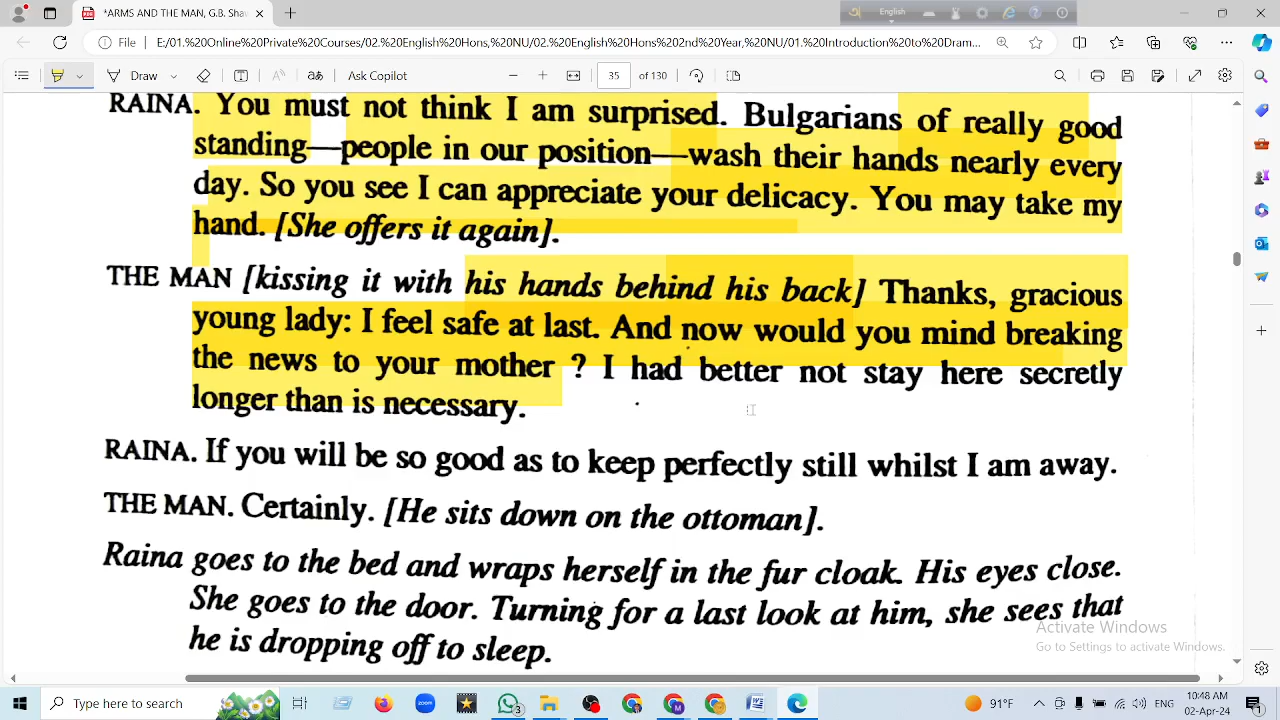 *ARMS AND THE MAN G.B. Shaw
English
File
E:/01%20English%20Private%20Courses/01%20English%20Second%20Year,%20NU/01%20Introduction%20to%20Dram...
Draw
Ask Copilot
35 of 130
RAINA. You must not think I am surprised. Bulgarians of really good
standing—people in our position—wash their hands nearly every
day. So you see I can appreciate your delicacy. You may take my
hand. [She offers it again].
THE MAN [kissing it with his hands behind his back] Thanks, gracious
young lady: I feel safe at last. And now would you mind breaking
the news to your mother ? I had better not stay here secretly
longer than is necessary.
RAINA. If you will be so good as to keep perfectly still whilst I am away.
THE MAN. Certainly. [He sits down on the ottoman].
Raina goes to the bed and wraps herself in the fur cloak. His eyes close.
She goes to the door. Turning for a last look at him, she sees that
he is dropping off to sleep.
Activate Windows
Go to Settings to activate Windows.
Type here to search
zoom
3
91°F
10:48 AM
02-Apr-24